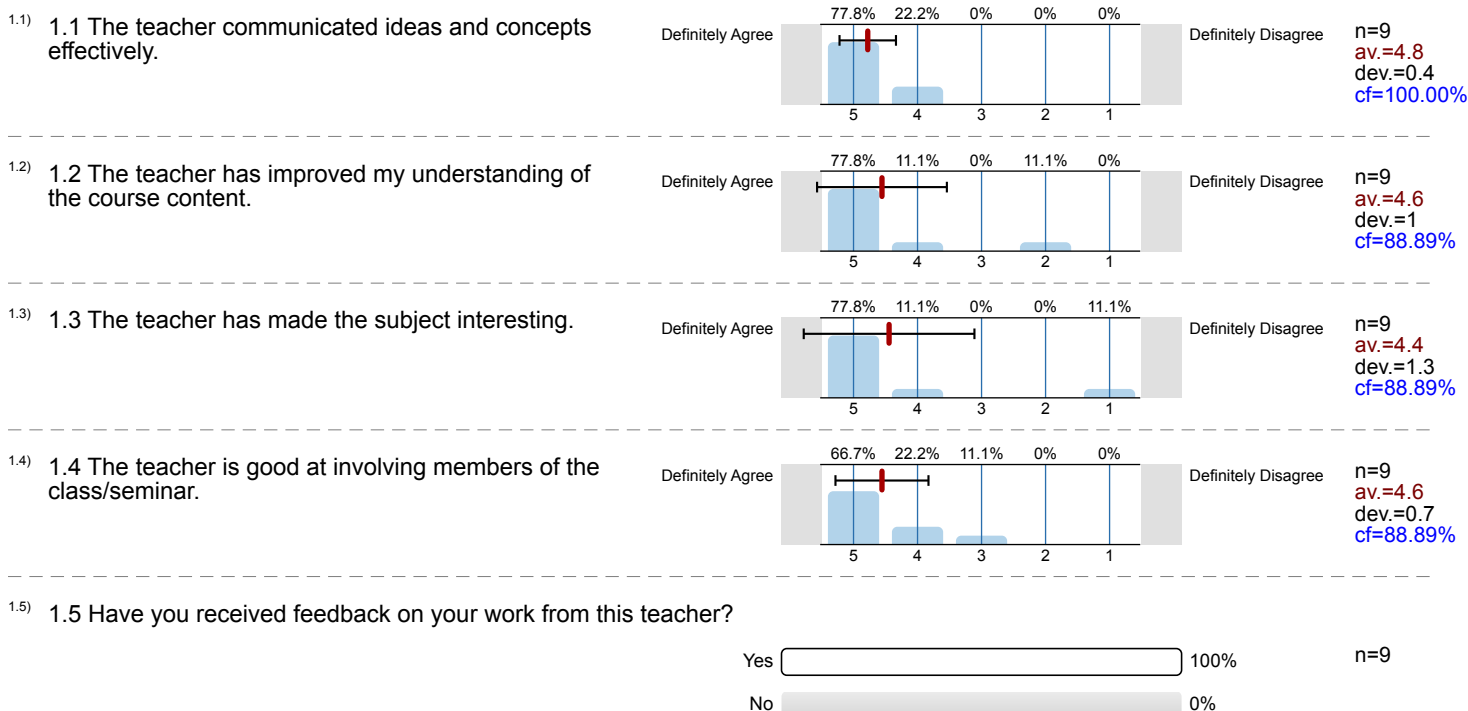 1.1) 1.1 The teacher communicated ideas and concepts
effectively.
77.8% 22.2% 0% 0% 0%
Definitely Agree
Definitely Disagree
5 4 3 2 1
n=9
av.=4.8
dev.=0.4
cf=100.00%
1.2) 1.2 The teacher has improved my understanding of
the course content.
77.8% 11.1% 0% 11.1% 0%
Definitely Agree
Definitely Disagree
5 4 3 2 1
n=9
av.=4.6
dev.=1
cf=88.89%
1.3) 1.3 The teacher has made the subject interesting.
77.8% 11.1% 0% 0% 11.1%
Definitely Agree
Definitely Disagree
5 4 3 2 1
n=9
av.=4.4
dev.=1.3
cf=88.89%
1.4) 1.4 The teacher is good at involving members of the
class/seminar.
66.7% 22.2% 11.1% 0% 0%
Definitely Agree
Definitely Disagree
5 4 3 2 1
n=9
av.=4.6
dev.=0.7
cf=88.89%
1.5) 1.5 Have you received feedback on your work from this teacher?
Yes 100% n=9
No 0%